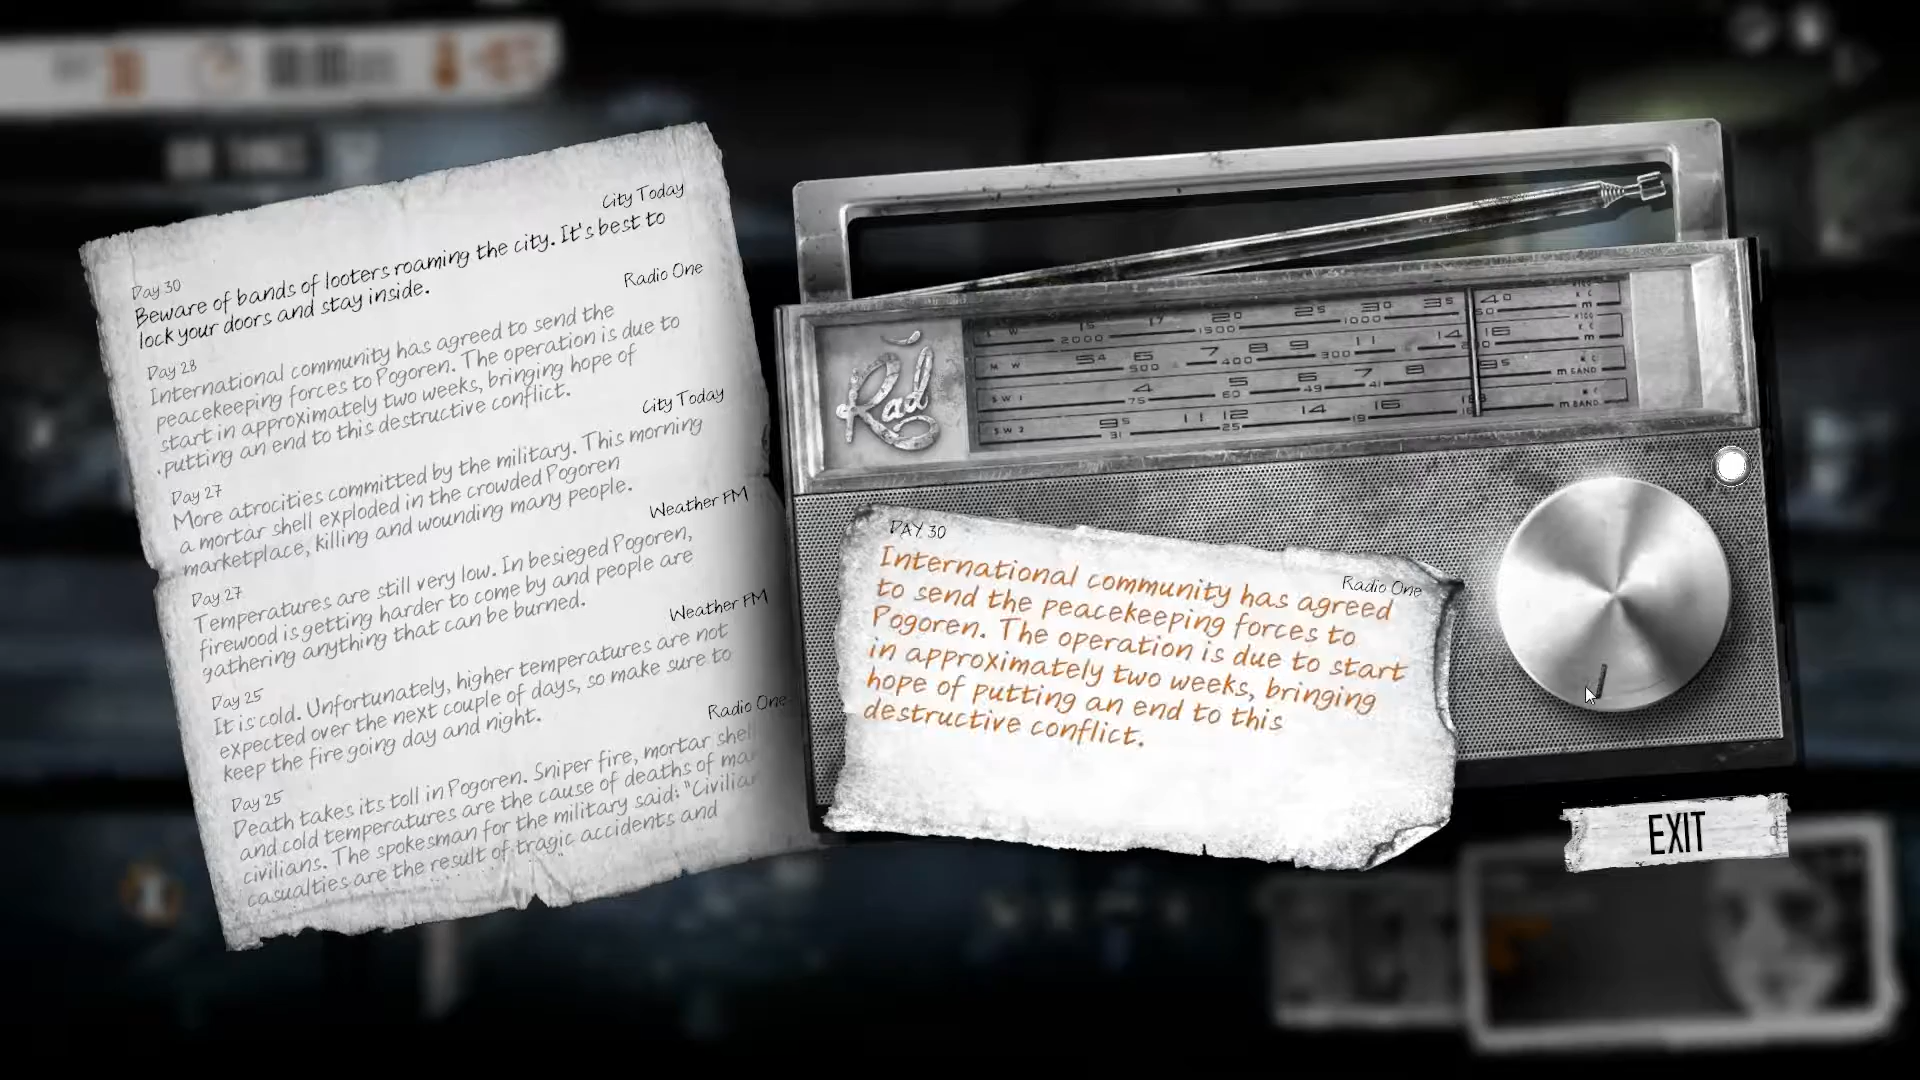 City Today
Day 30
Beware of bands of looters roaming the city. It's best to
lock your doors and stay inside.
Radio One
Day 28
International community has agreed to send the
peacekeeping forces to Pogoren. The operation is due to
start in approximately two weeks, bringing hope of
putting an end to this destructive conflict.
City Today
Day 27
More atrocities committed by the military. This morning
a mortar shell exploded in the crowded Pogoren
marketplace, killing and wounding many people.
Weather FM
Day 27
Temperatures are still very low. In besieged Pogoren,
firewood is getting harder to come by and people are
gathering anything that can be burned.
Weather FM
Day 25
It is cold. Unfortunately, higher temperatures are not
expected over the next couple of days, so make sure to
keep the fire going day and night.
Radio One
Day 25
Death takes its toll in Pogoren. Sniper fire, mortar shel
and cold temperatures are the cause of deaths of ma
civilians. The spokesman for the military said: "Civilian
casualties are the result of tragic accidents and
Rad
DAY 30
Radio One
International community has agreed
to send the peacekeeping forces to
Pogoren. The operation is due to start
in approximately two weeks, bringing
hope of putting an end to this
destructive conflict.
EXIT